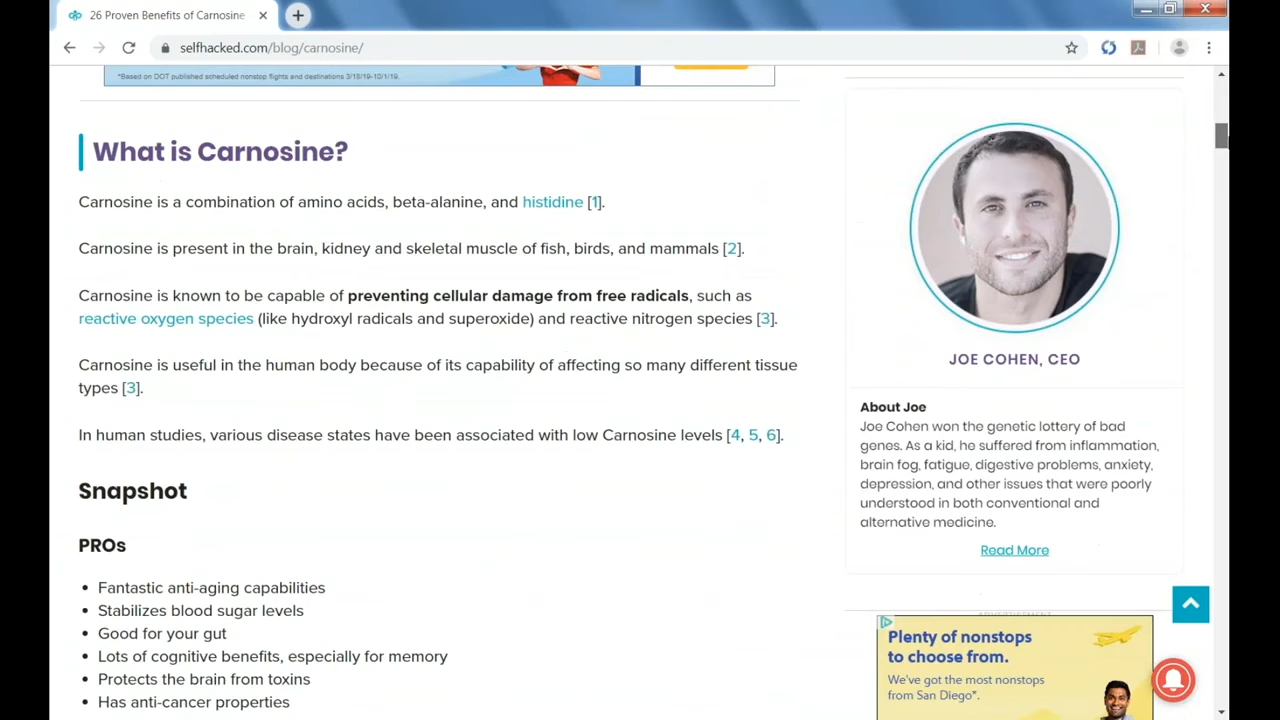 26 Proven Benefits of Carnosine
selfhacked.com/blog/carnosine/
*Based on DOT published scheduled nonstop flights and destinations 3/18/19-10/1/19.
What is Carnosine?
Carnosine is a combination of amino acids, beta-alanine, and histidine [1].
Carnosine is present in the brain, kidney and skeletal muscle of fish, birds, and mammals [2].
Carnosine is known to be capable of preventing cellular damage from free radicals, such as
reactive oxygen species (like hydroxyl radicals and superoxide) and reactive nitrogen species [3].
Carnosine is useful in the human body because of its capability of affecting so many different tissue
types [3].
In human studies, various disease states have been associated with low Carnosine levels [4, 5, 6].
Snapshot
PROs
• Fantastic anti-aging capabilities
• Stabilizes blood sugar levels
• Good for your gut
• Lots of cognitive benefits, especially for memory
• Protects the brain from toxins
• Has anti-cancer properties
JOE COHEN, CEO
About Joe
Joe Cohen won the genetic lottery of bad
genes. As a kid, he suffered from inflammation,
brain fog, fatigue, digestive problems, anxiety,
depression, and other issues that were poorly
understood in both conventional and
alternative medicine.
Read More
ADVERTISEMENT
Plenty of nonstops
to choose from.
We've got the most nonstops
from San Diego*.